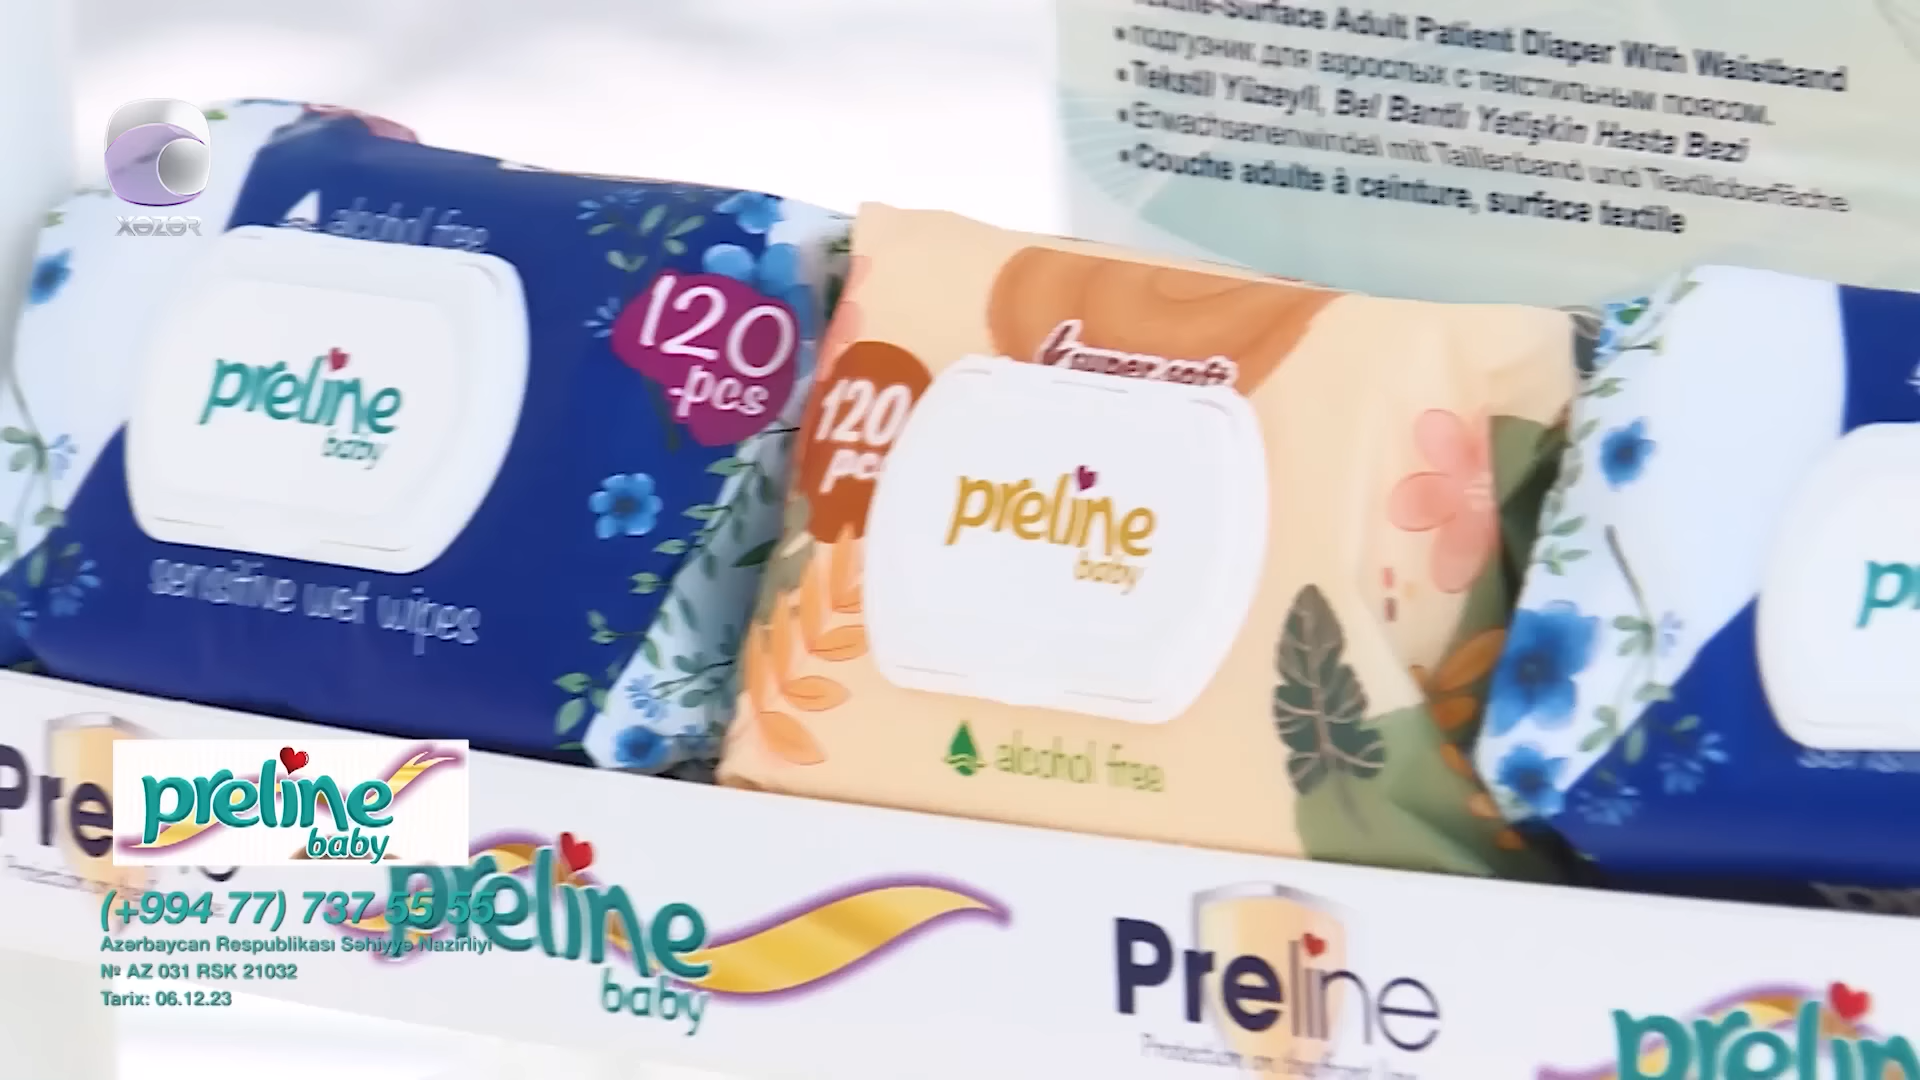 Textile-Surface Adult Patient Diaper With Waistband
•подгузник для взрослых с текстильным поясом.
•Tekstil Yüzeyli, Bel Bantlı Yetişkin Hasta Bezi
•Erwachsenenwindel mit Taillenband und Textiloberfläche
•Couche adulte à ceinture, surface textile
XƏZƏR
alcohol free
120
pcs
preline
baby
sensitive wet wipes
super soft
120
pcs
preline
baby
alcohol free
preline
baby
(+994 77) 737 55 55
Azərbaycan Respublikası Səhiyyə Nazirliyi
№ AZ 031 RSK 21032
Tarix: 06.12.23
Pre
preline
baby
Preline
preline